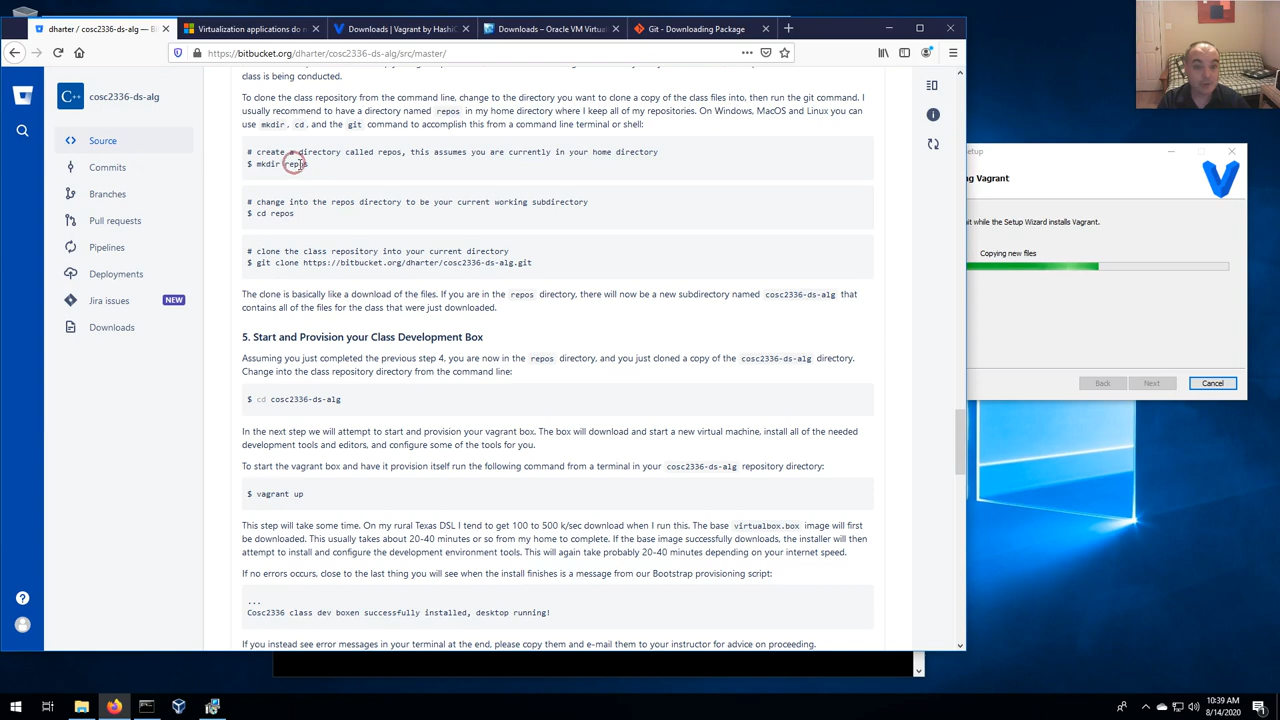 dharter / cosc2336-ds-alg — Bi
Virtualization applications do n
Downloads | Vagrant by HashiC
Downloads – Oracle VM Virtua
Git - Downloading Package
https://bitbucket.org/dharter/cosc2336-ds-alg/src/master/
C++ cosc2336-ds-alg
Source
Commits
Branches
Pull requests
Pipelines
Deployments
Jira issues NEW
Downloads
class is being conducted.
To clone the class repository from the command line, change to the directory you want to clone a copy of the class files into, then run the git command. I
usually recommend to have a directory named repos in my home directory where I keep all of my repositories. On Windows, MacOS and Linux you can
use mkdir, cd, and the git command to accomplish this from a command line terminal or shell:
# create a directory called repos, this assumes you are currently in your home directory
$ mkdir repos
# change into the repos directory to be your current working subdirectory
$ cd repos
# clone the class repository into your current directory
$ git clone https://bitbucket.org/dharter/cosc2336-ds-alg.git
The clone is basically like a download of the files. If you are in the repos directory, there will now be a new subdirectory named cosc2336-ds-alg that
contains all of the files for the class that were just downloaded.
5. Start and Provision your Class Development Box
Assuming you just completed the previous step 4, you are now in the repos directory, and you just cloned a copy of the cosc2336-ds-alg directory.
Change into the class repository directory from the command line:
$ cd cosc2336-ds-alg
In the next step we will attempt to start and provision your vagrant box. The box will download and start a new virtual machine, install all of the needed
development tools and editors, and configure some of the tools for you.
To start the vagrant box and have it provision itself run the following command from a terminal in your cosc2336-ds-alg repository directory:
$ vagrant up
This step will take some time. On my rural Texas DSL I tend to get 100 to 500 k/sec download when I run this. The base virtualbox.box image will first
be downloaded. This usually takes about 20-40 minutes or so from my home to complete. If the base image successfully downloads, the installer will then
attempt to install and configure the development environment tools. This will again take probably 20-40 minutes depending on your internet speed.
If no errors occurs, close to the last thing you will see when the install finishes is a message from our Bootstrap provisioning script:
...
Cosc2336 class dev boxen successfully installed, desktop running!
If you instead see error messages in your terminal at the end, please copy them and e-mail them to your instructor for advice on proceeding.
etup
ng Vagrant
it while the Setup Wizard installs Vagrant.
Copying new files
Back
Next
Cancel
10:39 AM
8/14/2020